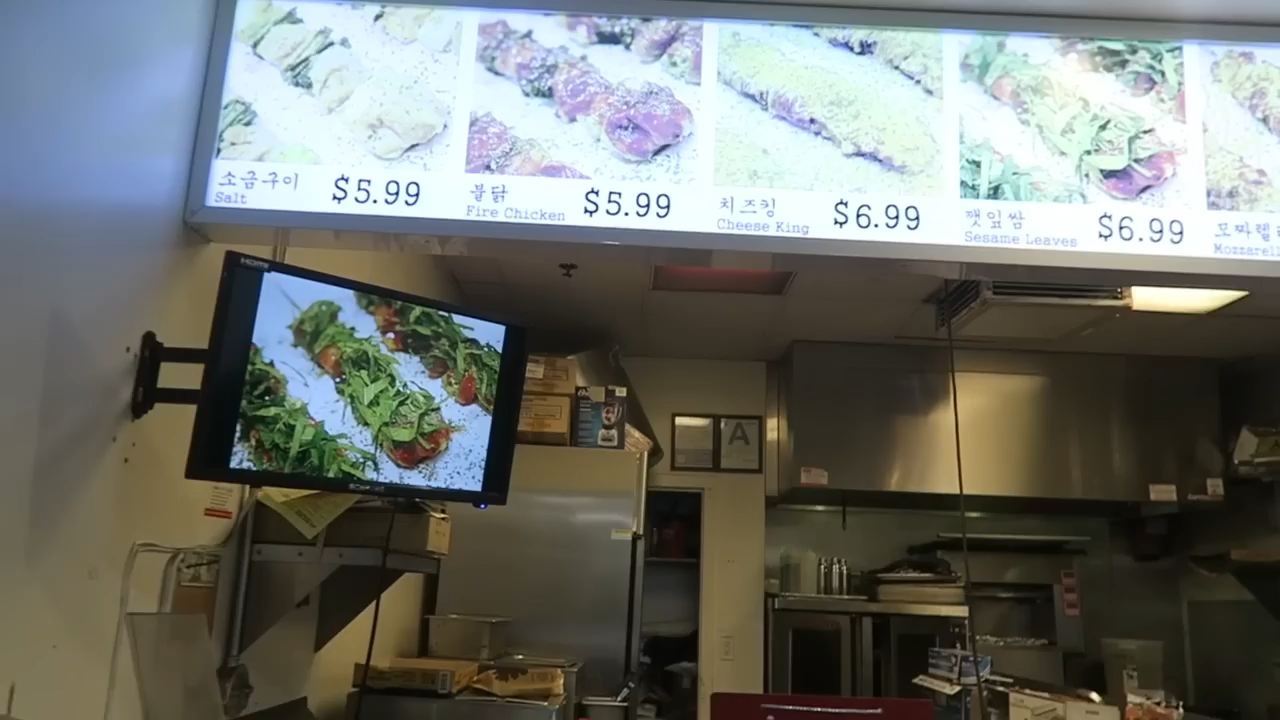 소금구이
Salt
$5.99
불닭
Fire Chicken
$5.99
치즈킹
Cheese King
$6.99
깻잎쌈
Sesame Leaves
$6.99
HDMI
A